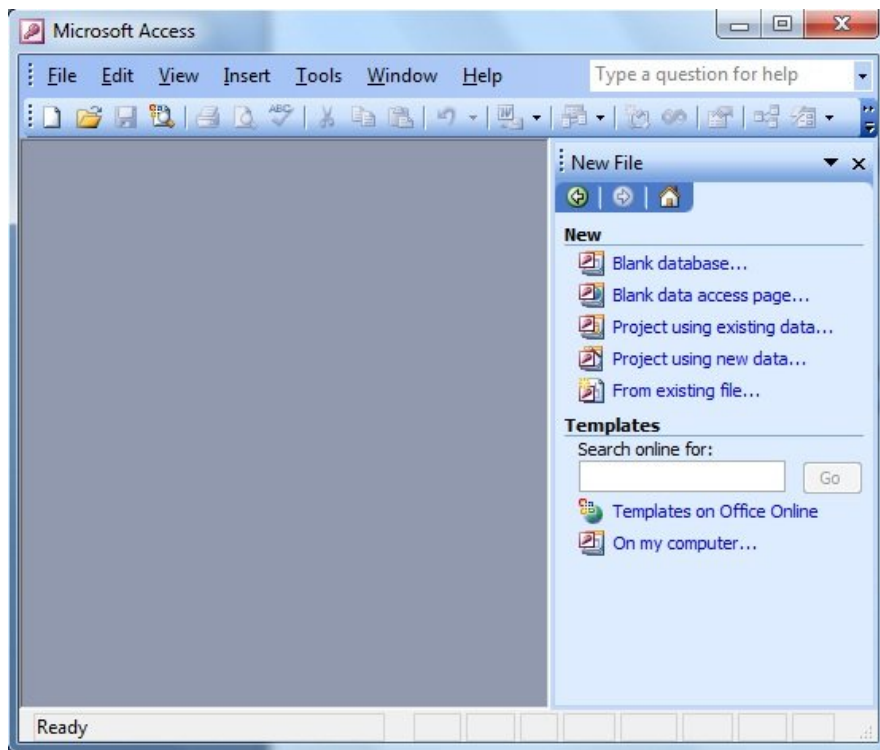 Microsoft Access
File Edit View Insert Tools Window Help Type a question for help
ABC
New File
New
Blank database...
Blank data access page...
Project using existing data...
Project using new data...
From existing file...
Templates
Search online for:
Go
Templates on Office Online
On my computer...
Ready